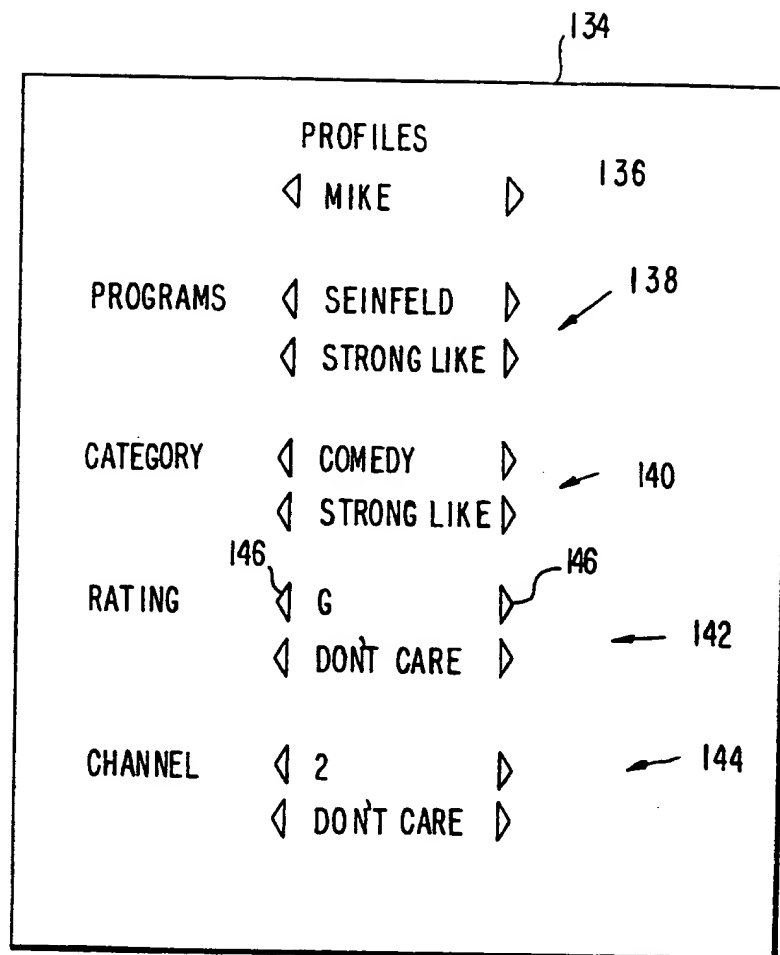 134
PROFILES
MIKE 136
PROGRAMS SEINFELD 138
STRONG LIKE
CATEGORY COMEDY 140
STRONG LIKE
146 146
RATING G
DON'T CARE 142
CHANNEL 2 144
DON'T CARE